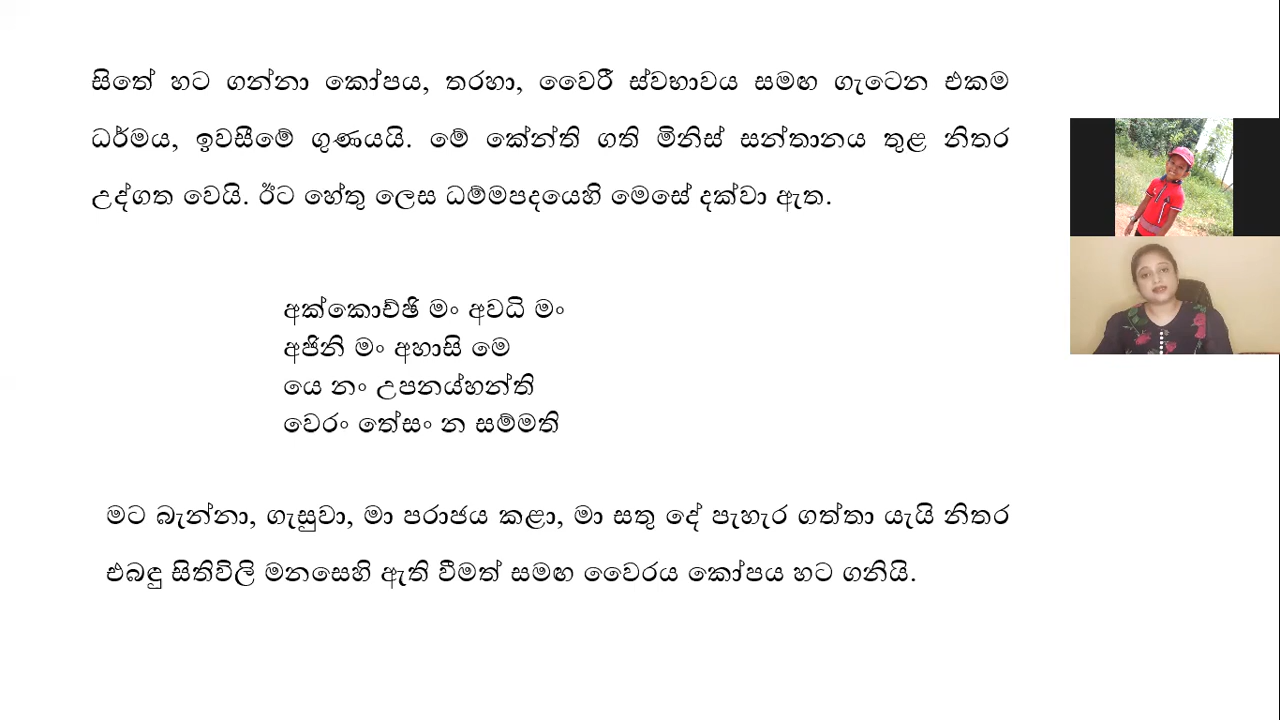 සිතේ හට ගන්නා කෝපය, තරහා, වෛරී ස්වභාවය සමඟ ගැටෙන එකම
ධර්මය, ඉවසීමේ ගුණයයි. මේ කේන්ති ගති මිනිස් සන්තානය තුළ නිතර
උද්ගත වෙයි. ඊට හේතු ලෙස ධම්මපදයෙහි මෙසේ දක්වා ඇත.
අක්කොච්ඡි මං අවධි මං
අජිනි මං අහාසි මෙ
යෙ නං උපනය්හන්ති
වෙරං තේසං න සම්මති
මට බැන්නා, ගැසුවා, මා පරාජය කළා, මා සතු දේ පැහැර ගත්තා යැයි නිතර
එබඳු සිතිවිලි මනසෙහි ඇති වීමත් සමඟ වෛරය කෝපය හට ගනියි.